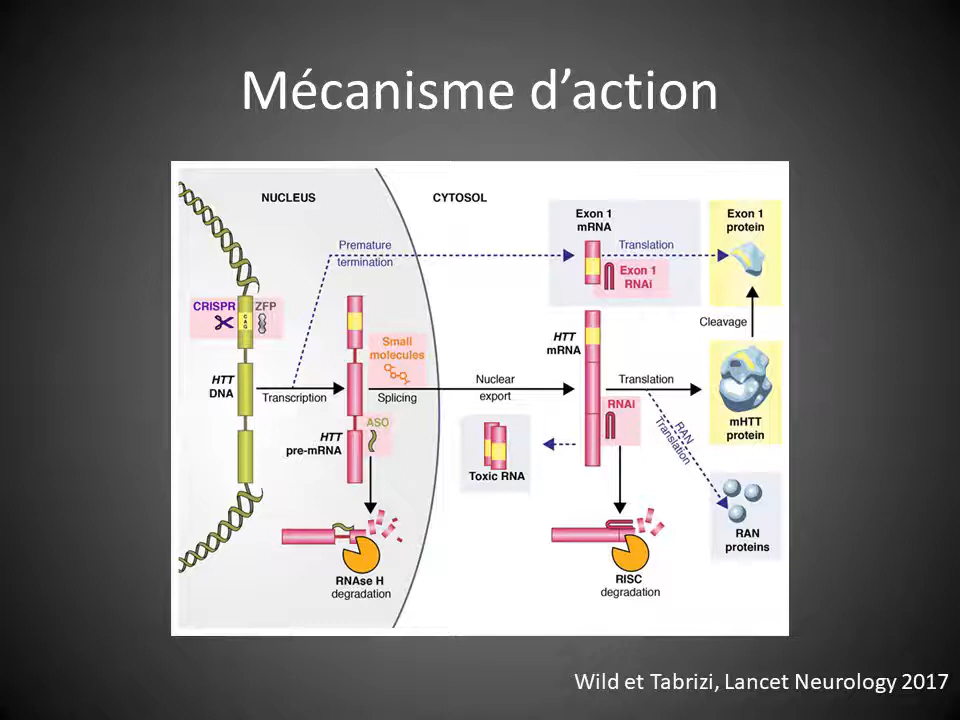 Mécanisme d’action
NUCLEUS
CYTOSOL
Exon 1
mRNA
Exon 1
protein
Premature
termination
Translation
Exon 1
RNAi
CRISPR
ZFP
CAG
Small
molecules
HTT
mRNA
Cleavage
HTT
DNA
Transcription
Splicing
Nuclear
export
Translation
RNAi
mHTT
protein
ASO
HTT
pre-mRNA
RAN
Translation
Toxic RNA
RAN
proteins
RNAse H
degradation
RISC
degradation
Wild et Tabrizi, Lancet Neurology 2017